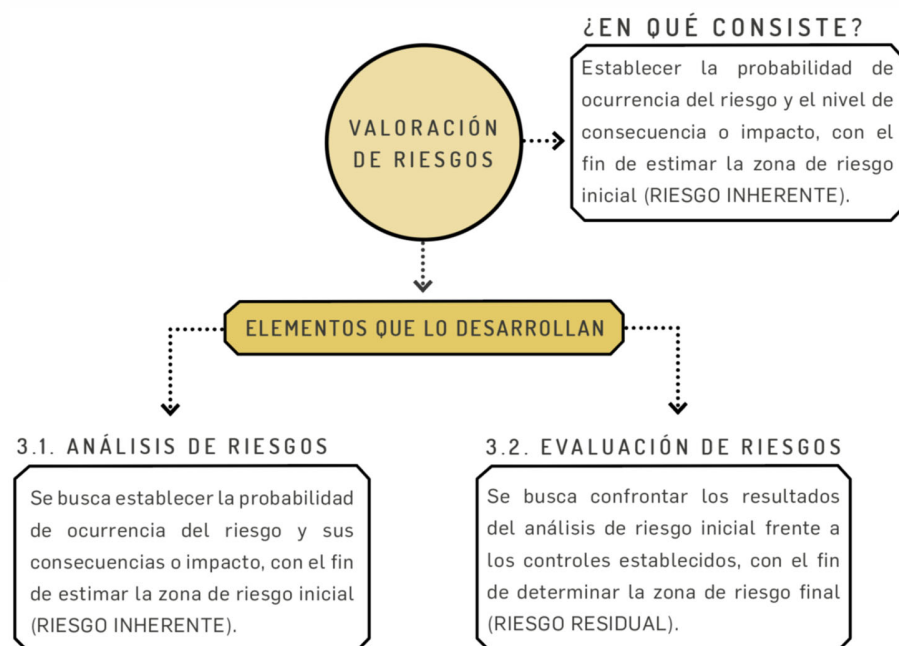 ¿EN QUÉ CONSISTE?
Establecer la probabilidad de
ocurrencia del riesgo y el nivel de
consecuencia o impacto, con el
fin de estimar la zona de riesgo
inicial (RIESGO INHERENTE).
VALORACIÓN
DE RIESGOS
ELEMENTOS QUE LO DESARROLLAN
3.1. ANÁLISIS DE RIESGOS
Se busca establecer la probabilidad
de ocurrencia del riesgo y sus
consecuencias o impacto, con el fin
de estimar la zona de riesgo inicial
(RIESGO INHERENTE).
3.2. EVALUACIÓN DE RIESGOS
Se busca confrontar los resultados
del análisis de riesgo inicial frente a
los controles establecidos, con el fin
de determinar la zona de riesgo final
(RIESGO RESIDUAL).